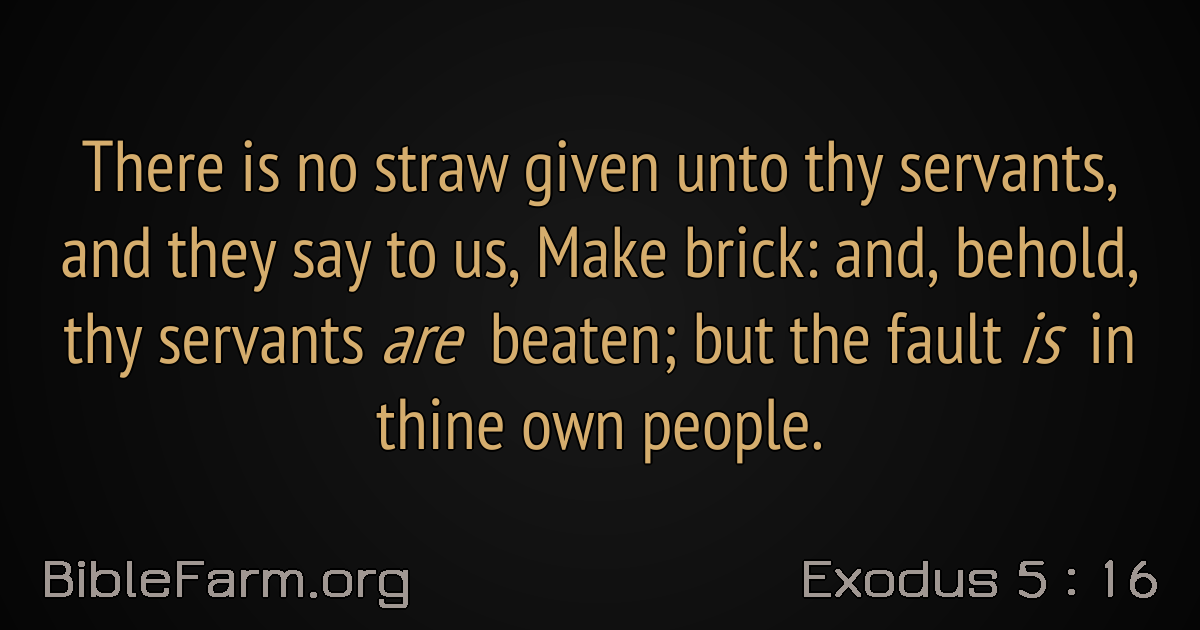 There is no straw given unto thy servants,
and they say to us, Make brick: and, behold,
thy servants are beaten; but the fault is in
thine own people.
BibleFarm.org
Exodus 5 : 16